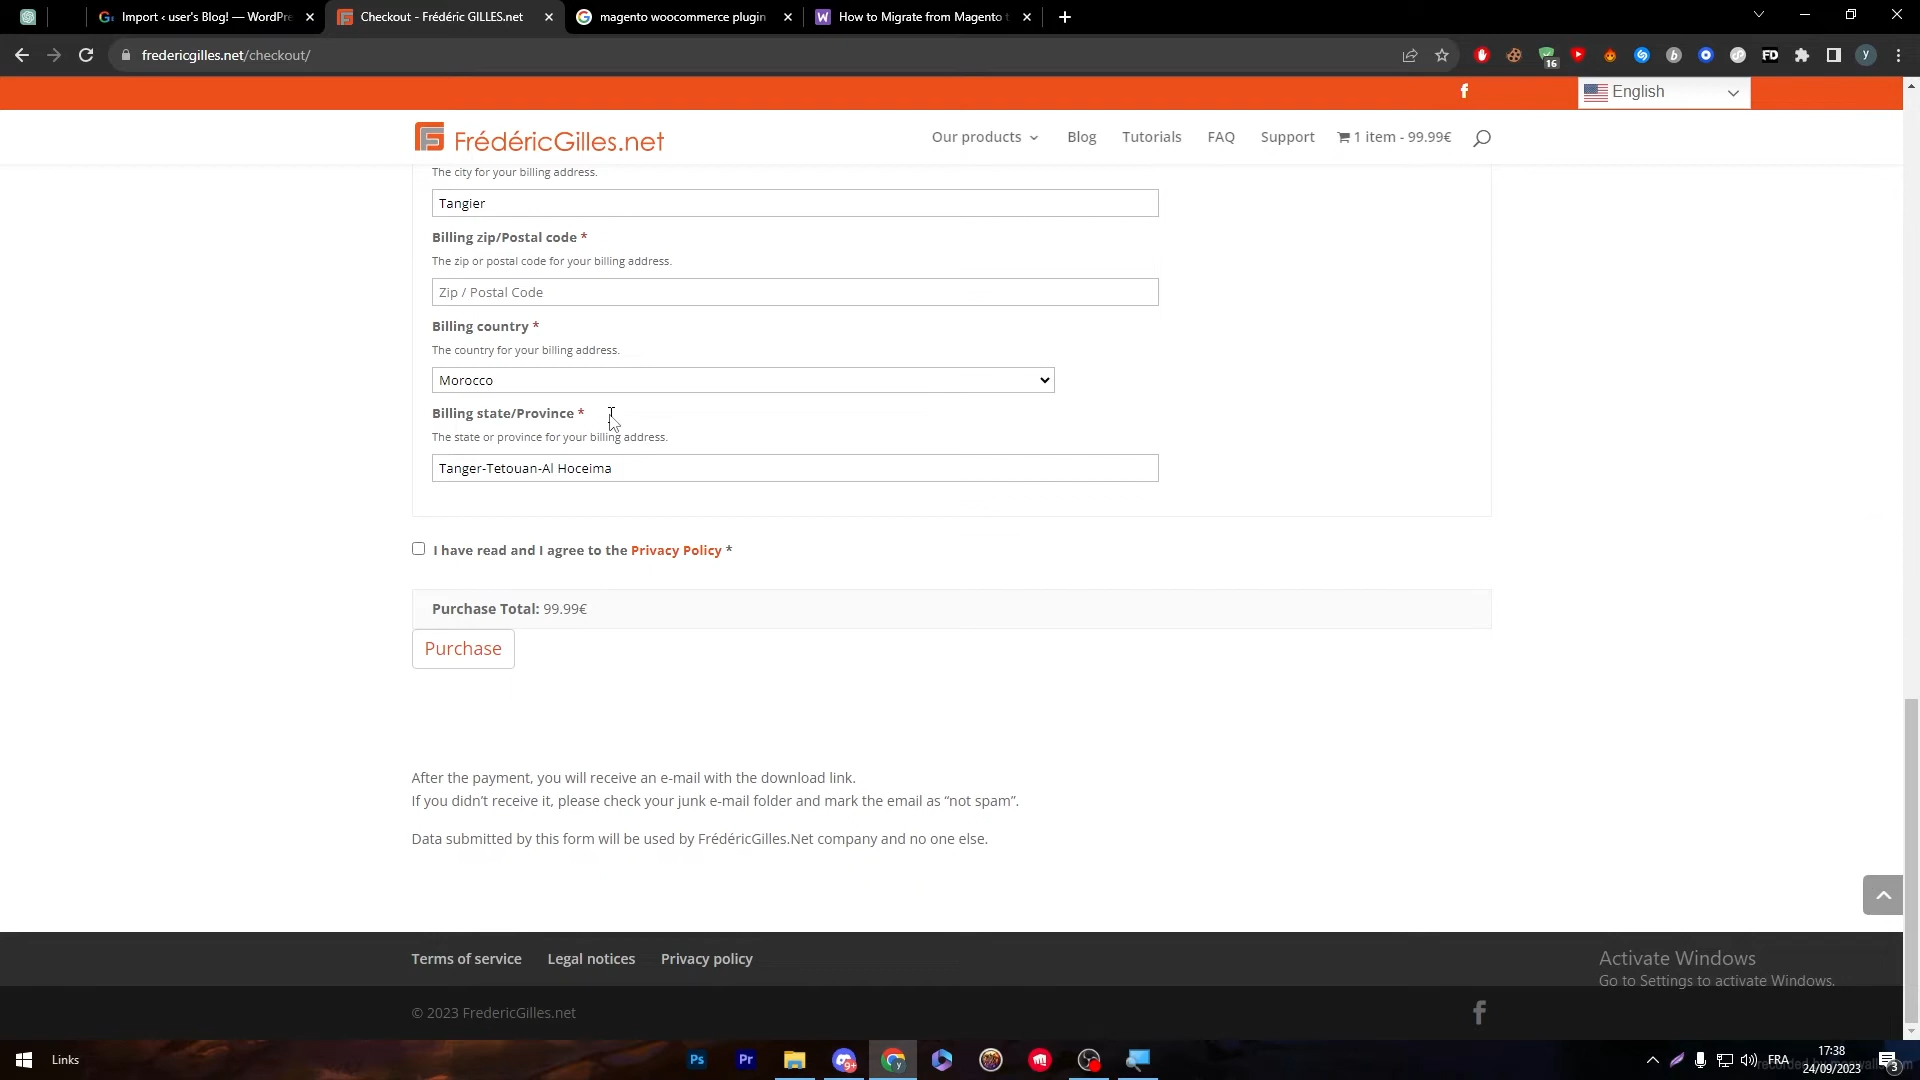 Import ‹ user's Blog! — WordPre
Checkout - Frédéric GILLES.net
magento woocommerce plugin
How to Migrate from Magento t
fredericgilles.net/checkout/
16
FD
y
English
FrédéricGilles.net
Our products
Blog
Tutorials
FAQ
Support
1 item - 99.99€
The city for your billing address.
Tangier
Billing zip/Postal code *
The zip or postal code for your billing address.
Zip / Postal Code
Billing country *
The country for your billing address.
Morocco
Billing state/Province *
The state or province for your billing address.
Tanger-Tetouan-Al Hoceima
I have read and I agree to the Privacy Policy *
Purchase Total: 99.99€
Purchase
After the payment, you will receive an e-mail with the download link.
If you didn't receive it, please check your junk e-mail folder and mark the email as “not spam”.
Data submitted by this form will be used by FrédéricGilles.Net company and no one else.
Terms of service
Legal notices
Privacy policy
Activate Windows
Go to Settings to activate Windows.
© 2023 FredericGilles.net
Links
Ps
Pr
9+
FRA
17:38
24/09/2023
3